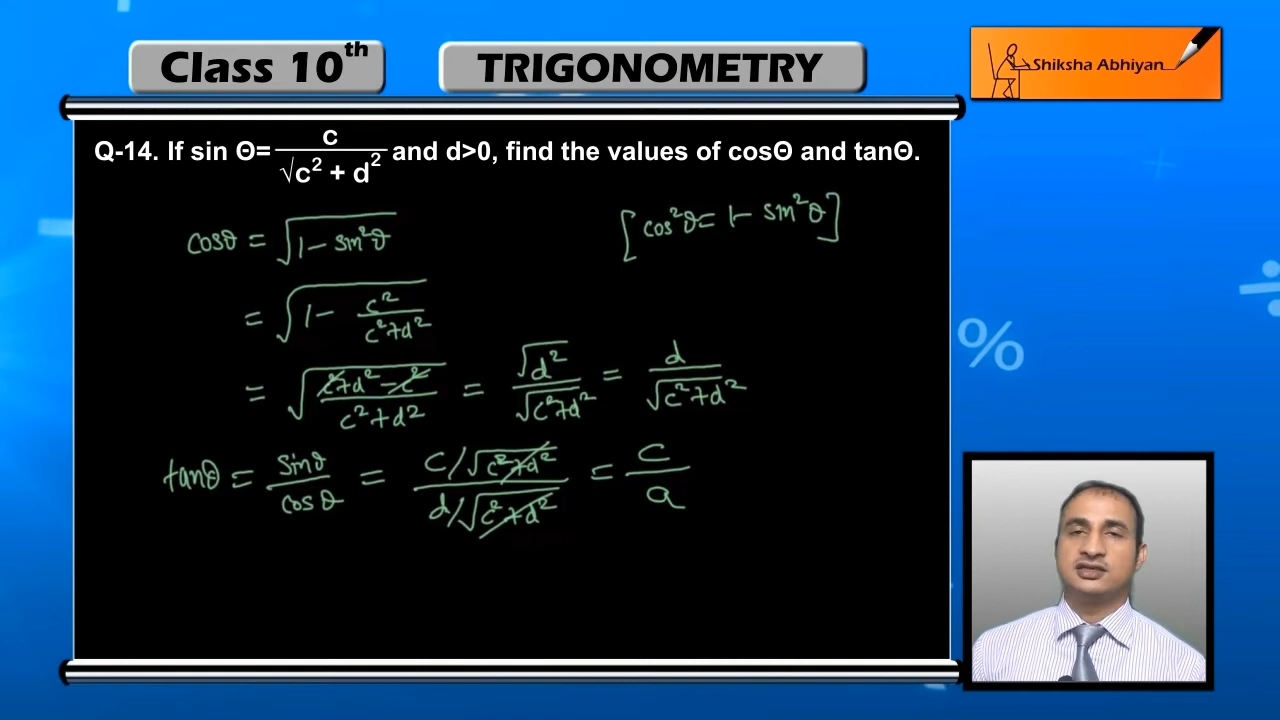 Class 10th
TRIGONOMETRY
Shiksha Abhiyan
Q-14. If sin Θ= c/√c² + d² and d>0, find the values of cosΘ and tanΘ.
cosθ = √(1 - sin²θ) [cos²θ = 1 - sin²θ]
= √(1 - c²/(c²+d²))
= √((c²+d²-c²)/(c²+d²)) = √d²/√(c²+d²) = d/√(c²+d²)
tanθ = sinθ/cosθ = (c/√(c²+d²))/(d/√(c²+d²)) = c/a
%
÷